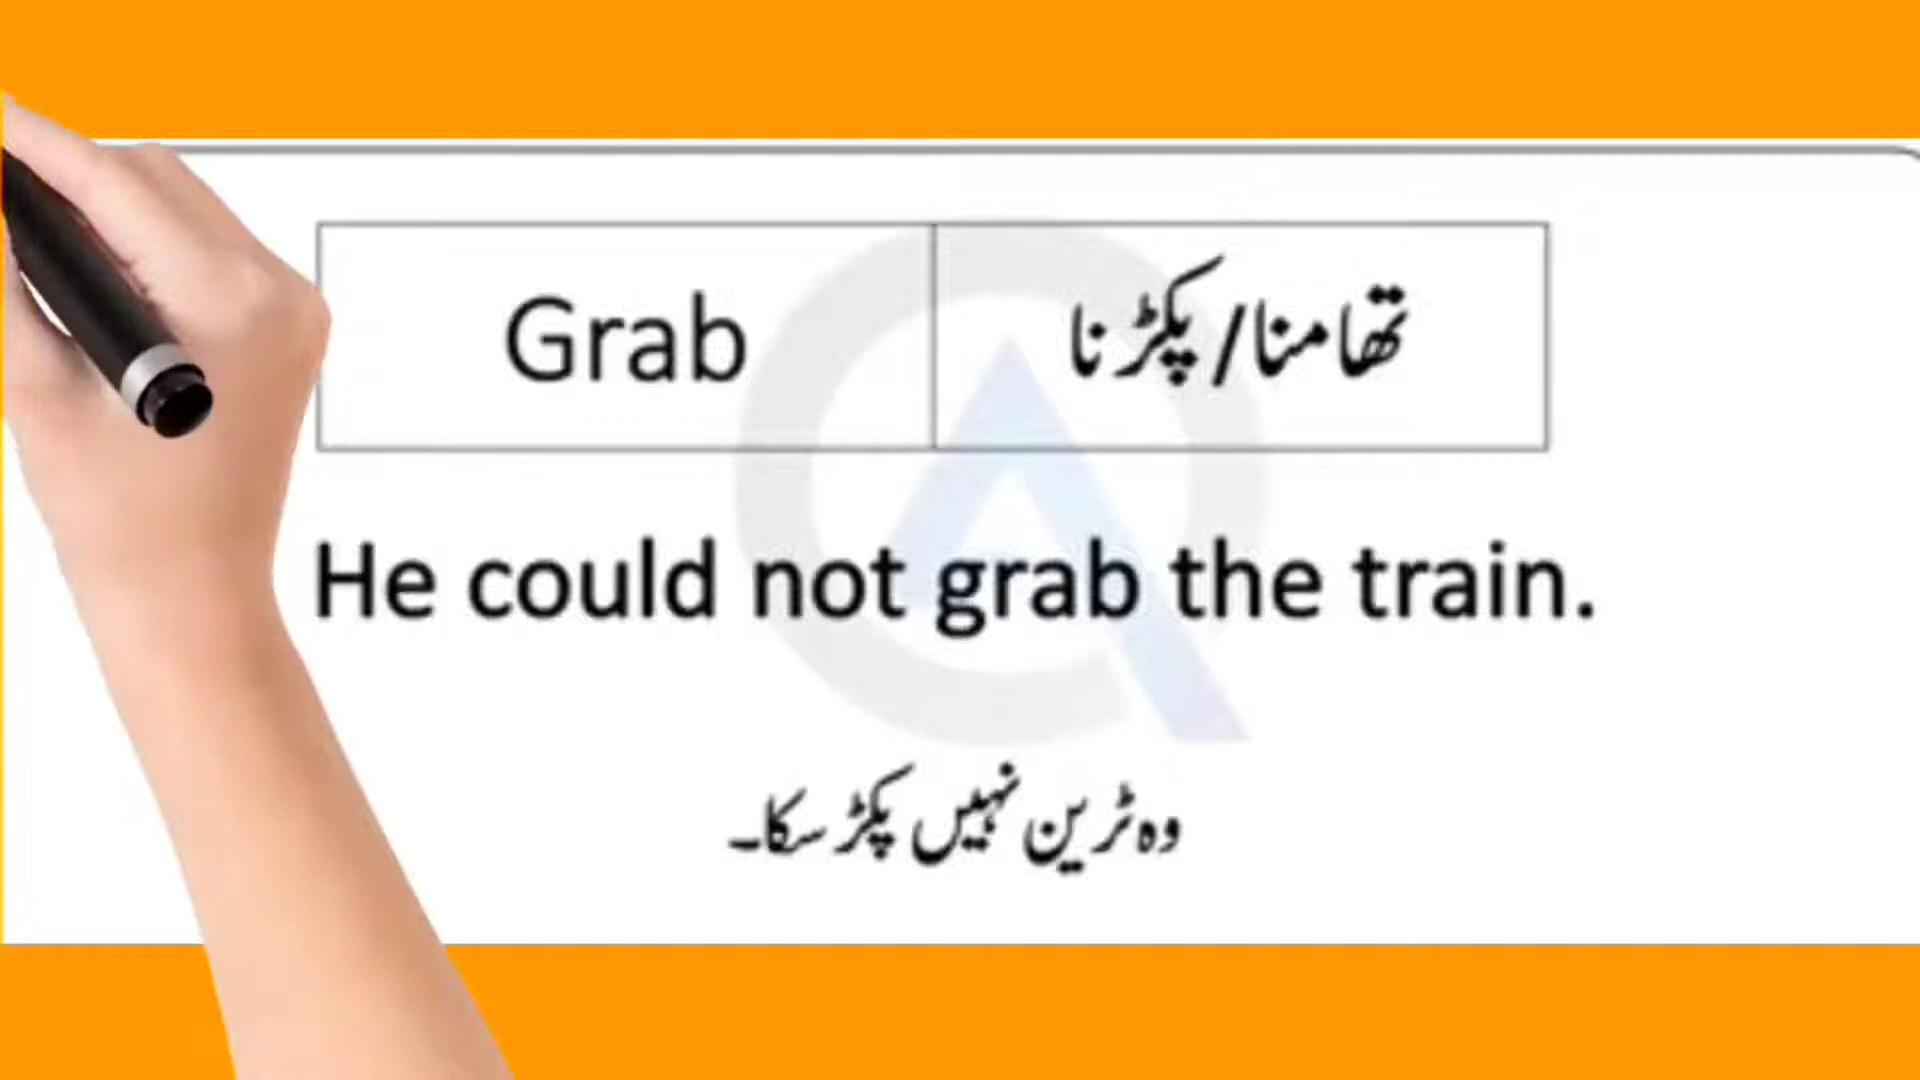 Grab
تھامنا/پکڑنا
He could not grab the train.
وہ ٹرین نہیں پکڑ سکا۔